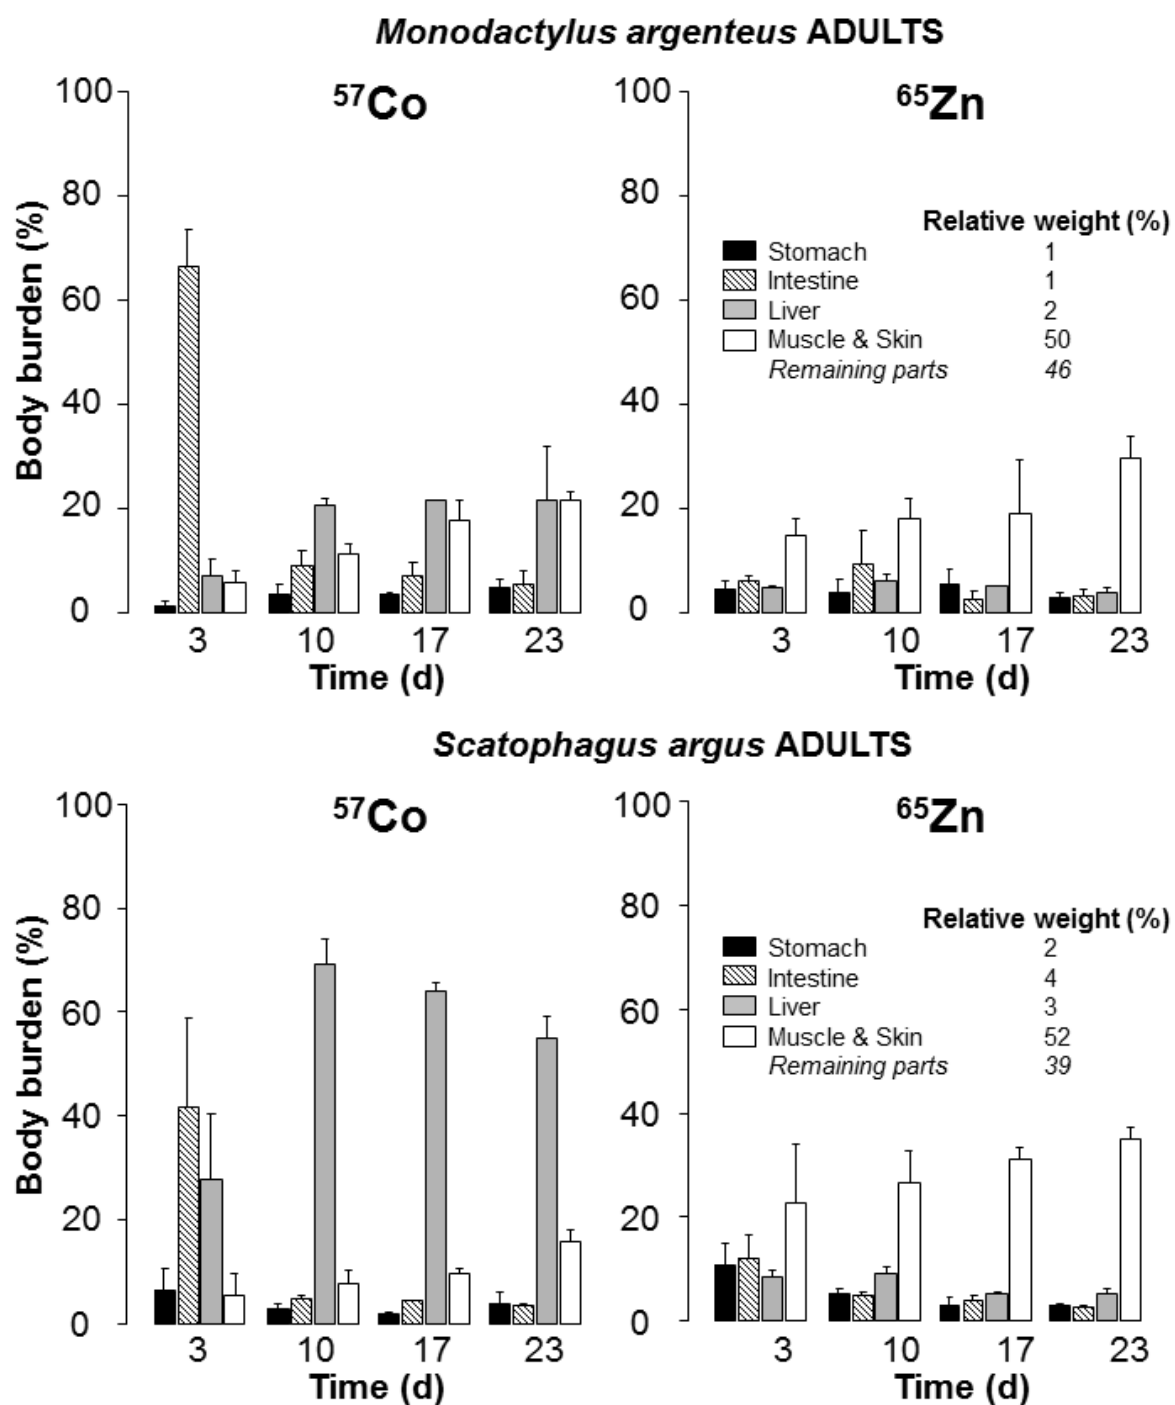 Monodactylus argenteus ADULTS
57Co
65Zn
Body burden (%)
100
80
60
40
20
0
3 10 17 23
Time (d)
100
80
60
40
20
0
Relative weight (%)
Stomach 1
Intestine 1
Liver 2
Muscle & Skin 50
Remaining parts 46
3 10 17 23
Time (d)
Scatophagus argus ADULTS
57Co
65Zn
Body burden (%)
100
80
60
40
20
0
3 10 17 23
Time (d)
100
80
60
40
20
0
Relative weight (%)
Stomach 2
Intestine 4
Liver 3
Muscle & Skin 52
Remaining parts 39
3 10 17 23
Time (d)